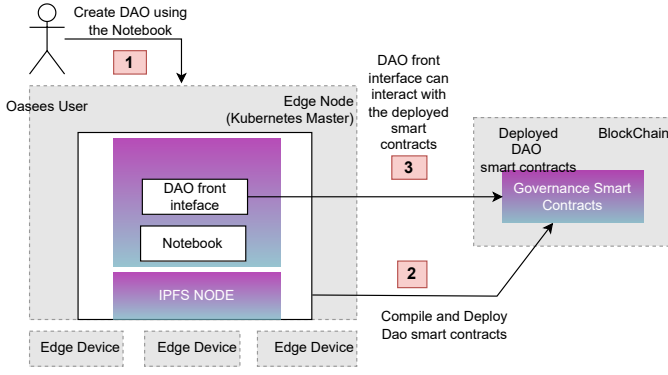 Create DAO using
the Notebook
1
Oasees User
Edge Node
(Kubernetes Master)
DAO front
inteface
Notebook
IPFS NODE
Edge Device
Edge Device
Edge Device
DAO front
interface can
interact with
the deployed
smart
contracts
3
2
Compile and Deploy
Dao smart contracts
Deployed
DAO
smart contracts
BlockChain
Governance Smart
Contracts